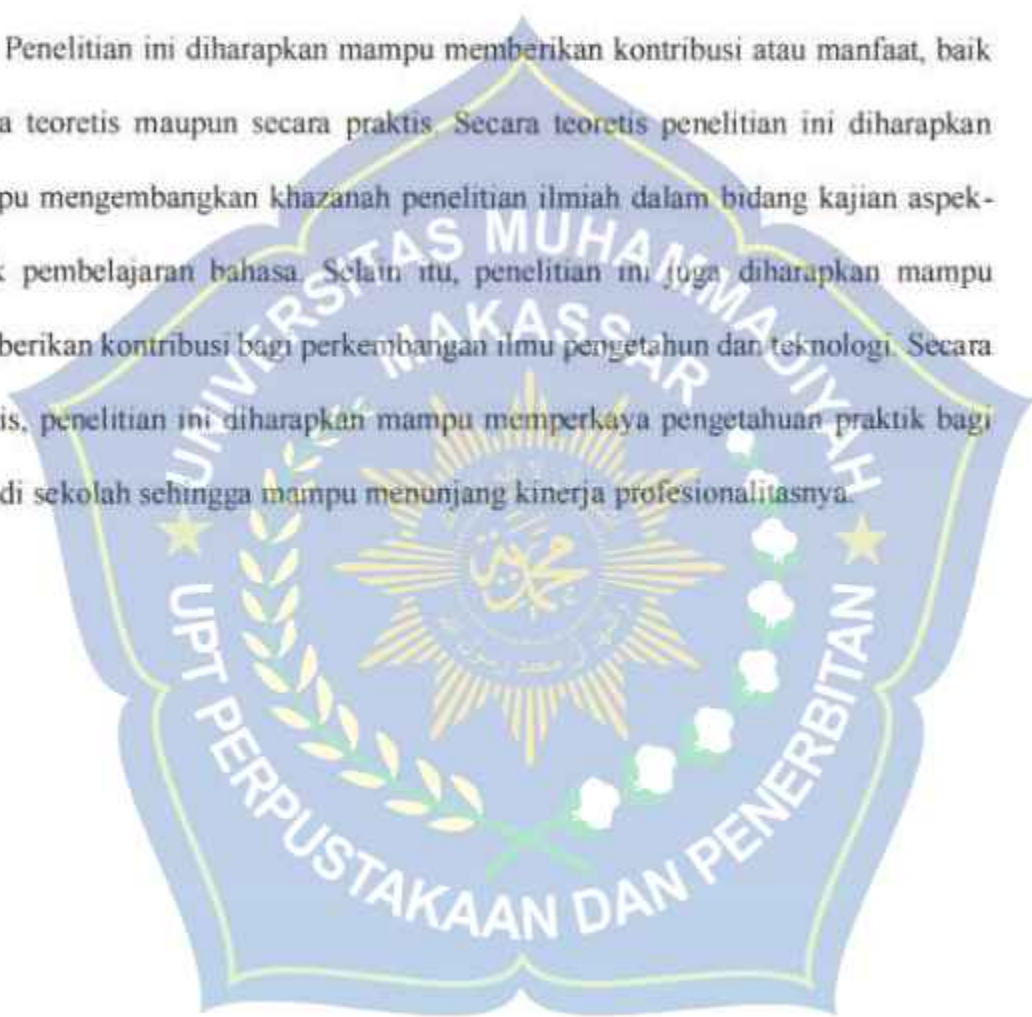 Penelitian ini diharapkan mampu memberikan kontribusi atau manfaat, baik
a teoretis maupun secara praktis. Secara teoretis penelitian ini diharapkan
pu mengembangkan khazanah penelitian ilmiah dalam bidang kajian aspek-
k pembelajaran bahasa. Selain itu, penelitian ini juga diharapkan mampu
berikan kontribusi bagi perkembangan ilmu pengetahun dan teknologi. Secara
is, penelitian ini diharapkan mampu memperkaya pengetahuan praktik bagi
di sekolah sehingga mampu menunjang kinerja profesionalitasnya.
UNIVERSITAS MUHAMMADIYAH
MAKASSAR
محمدية
UPT PERPUSTAKAAN DAN PENERBITAN